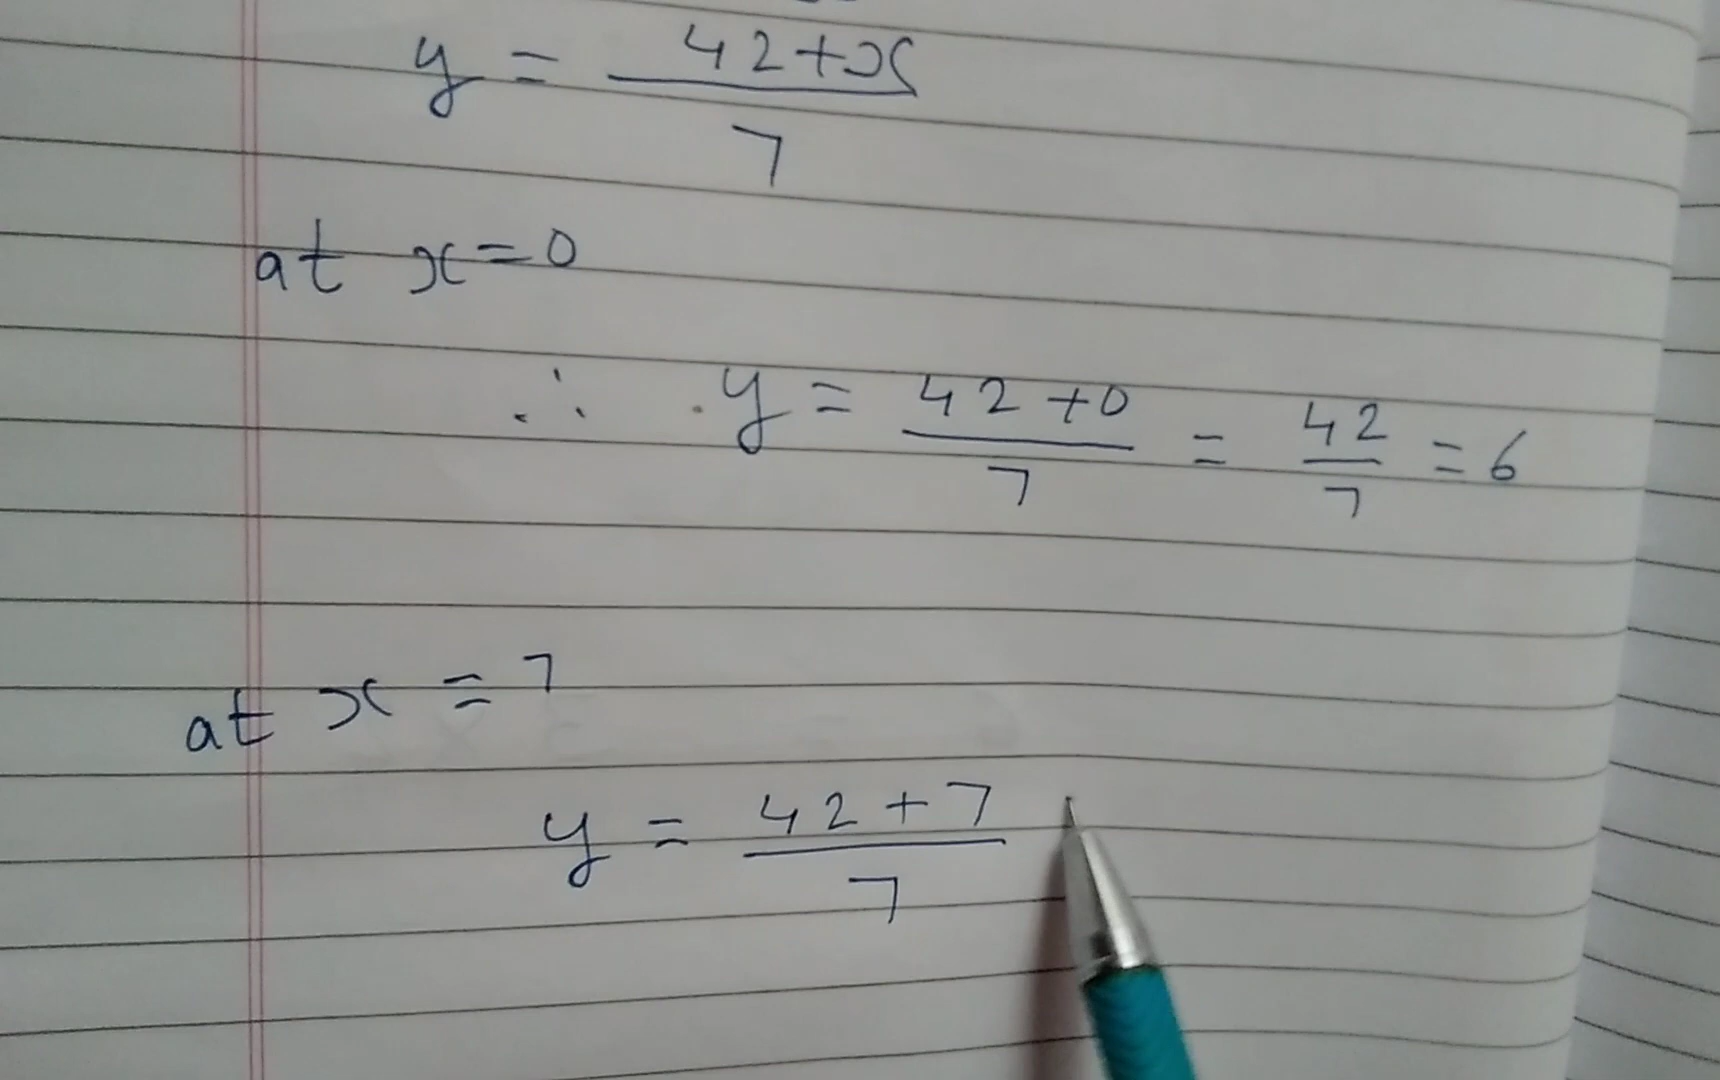 y = (42+x)/7
at x=0
∴ y = (42+0)/7 = 42/7 = 6
at x = 7
y = (42+7)/7